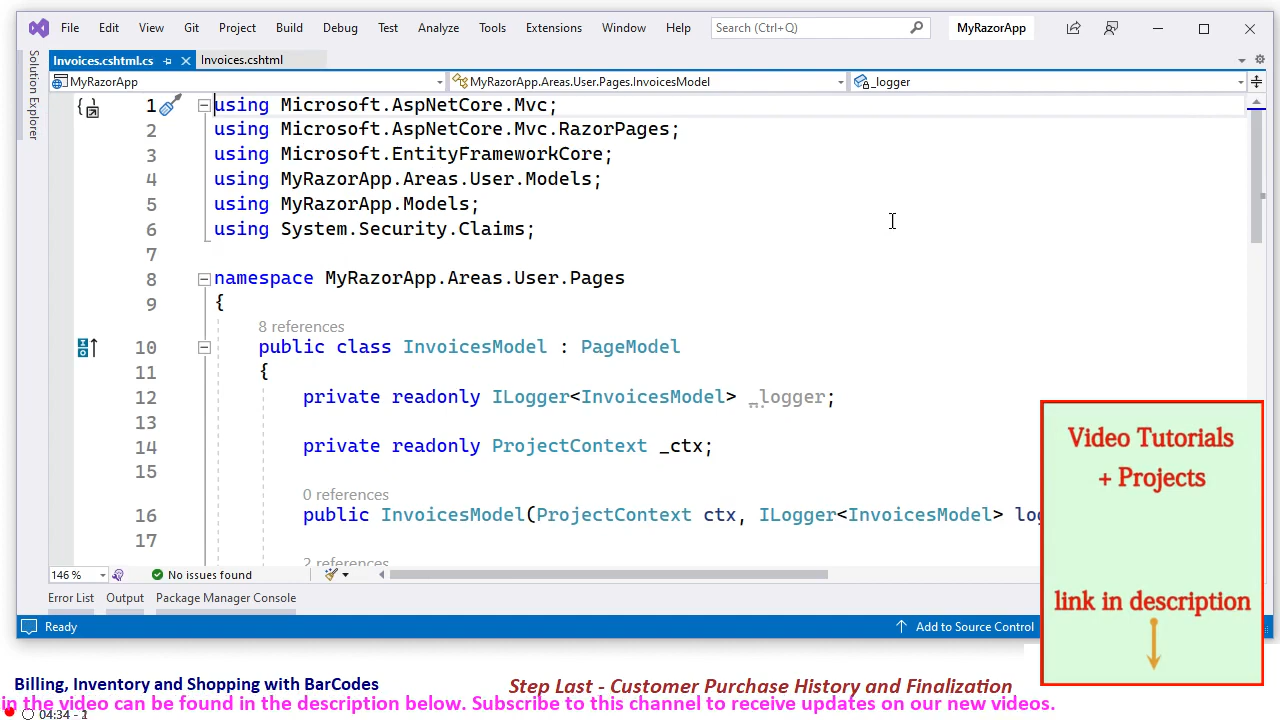 File Edit View Git Project Build Debug Test Analyze Tools Extensions Window Help Search (Ctrl+Q) MyRazorApp
Solution Explorer
Invoices.cshtml.cs Invoices.cshtml
MyRazorApp MyRazorApp.Areas.User.Pages.InvoicesModel _logger
1 using Microsoft.AspNetCore.Mvc;
2 using Microsoft.AspNetCore.Mvc.RazorPages;
3 using Microsoft.EntityFrameworkCore;
4 using MyRazorApp.Areas.User.Models;
5 using MyRazorApp.Models;
6 using System.Security.Claims;
7
8 namespace MyRazorApp.Areas.User.Pages
9 {
8 references
10 public class InvoicesModel : PageModel
11 {
12 private readonly ILogger<InvoicesModel> _logger;
13
14 private readonly ProjectContext _ctx;
15
0 references
16 public InvoicesModel(ProjectContext ctx, ILogger<InvoicesModel> log
17
2 references
Video Tutorials
+ Projects
link in description
146 % No issues found
Error List Output Package Manager Console
Ready Add to Source Control
Billing, Inventory and Shopping with BarCodes Step Last - Customer Purchase History and Finalization
in the video can be found in the description below. Subscribe to this channel to receive updates on our new videos.